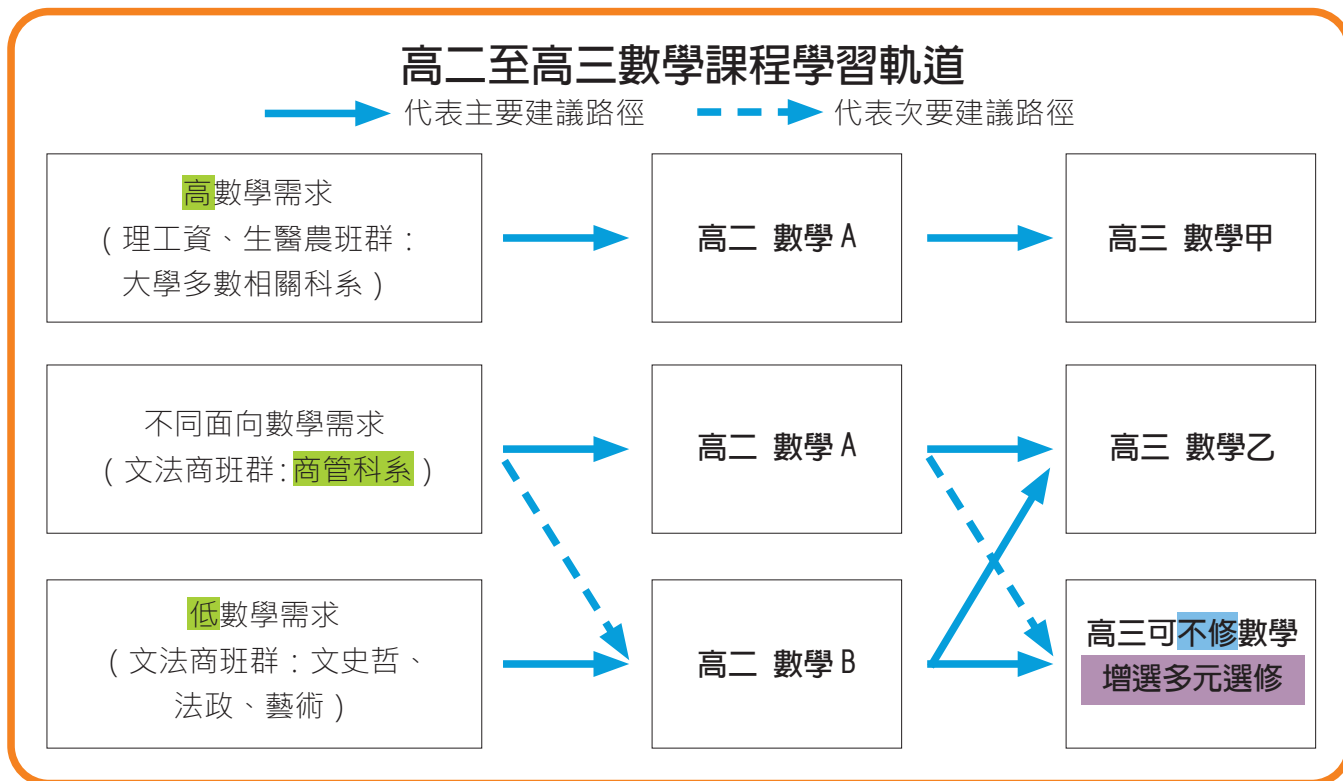 高二至高三數學課程學習軌道
代表主要建議路徑
代表次要建議路徑
高數學需求
(理工資、生醫農班群：
大學多數相關科系)
高二 數學A
高三 數學甲
不同面向數學需求
(文法商班群:商管科系)
高二 數學A
高三 數學乙
低數學需求
(文法商班群：文史哲、
法政、藝術)
高二 數學B
高三可不修數學
增選多元選修